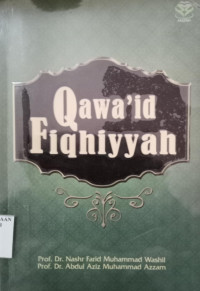 Qawa'id
Fiqhiyyah
Prof. Dr. Nashr Farid Muhammad Washil
Prof. Dr. Abdul Aziz Muhammad Azzam